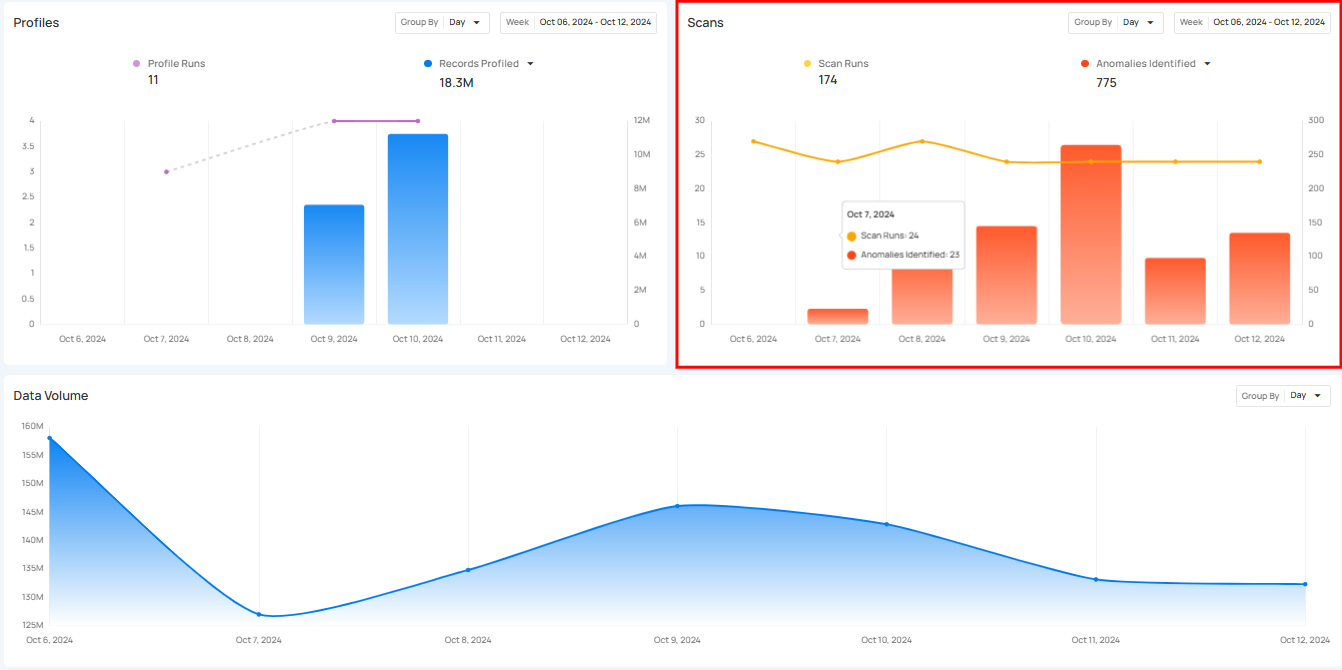 Profiles
Group By Day
Week Oct 06, 2024 - Oct 12, 2024
Profile Runs
11
Records Profiled
18.3M
4
3.5
3
2.5
2
1.5
1
0.5
0
12M
10M
8M
6M
4M
2M
0
Oct 6, 2024 Oct 7, 2024 Oct 8, 2024 Oct 9, 2024 Oct 10, 2024 Oct 11, 2024 Oct 12, 2024
Scans
Group By Day
Week Oct 06, 2024 - Oct 12, 2024
Scan Runs
174
Anomalies Identified
775
30
25
20
15
10
5
0
300
250
200
150
100
50
0
Oct 7, 2024
Scan Runs: 24
Anomalies Identified: 23
Oct 6, 2024 Oct 7, 2024 Oct 8, 2024 Oct 9, 2024 Oct 10, 2024 Oct 11, 2024 Oct 12, 2024
Data Volume
Group By Day
160M
155M
150M
145M
140M
135M
130M
125M
Oct 6, 2024 Oct 7, 2024 Oct 8, 2024 Oct 9, 2024 Oct 10, 2024 Oct 11, 2024 Oct 12, 2024